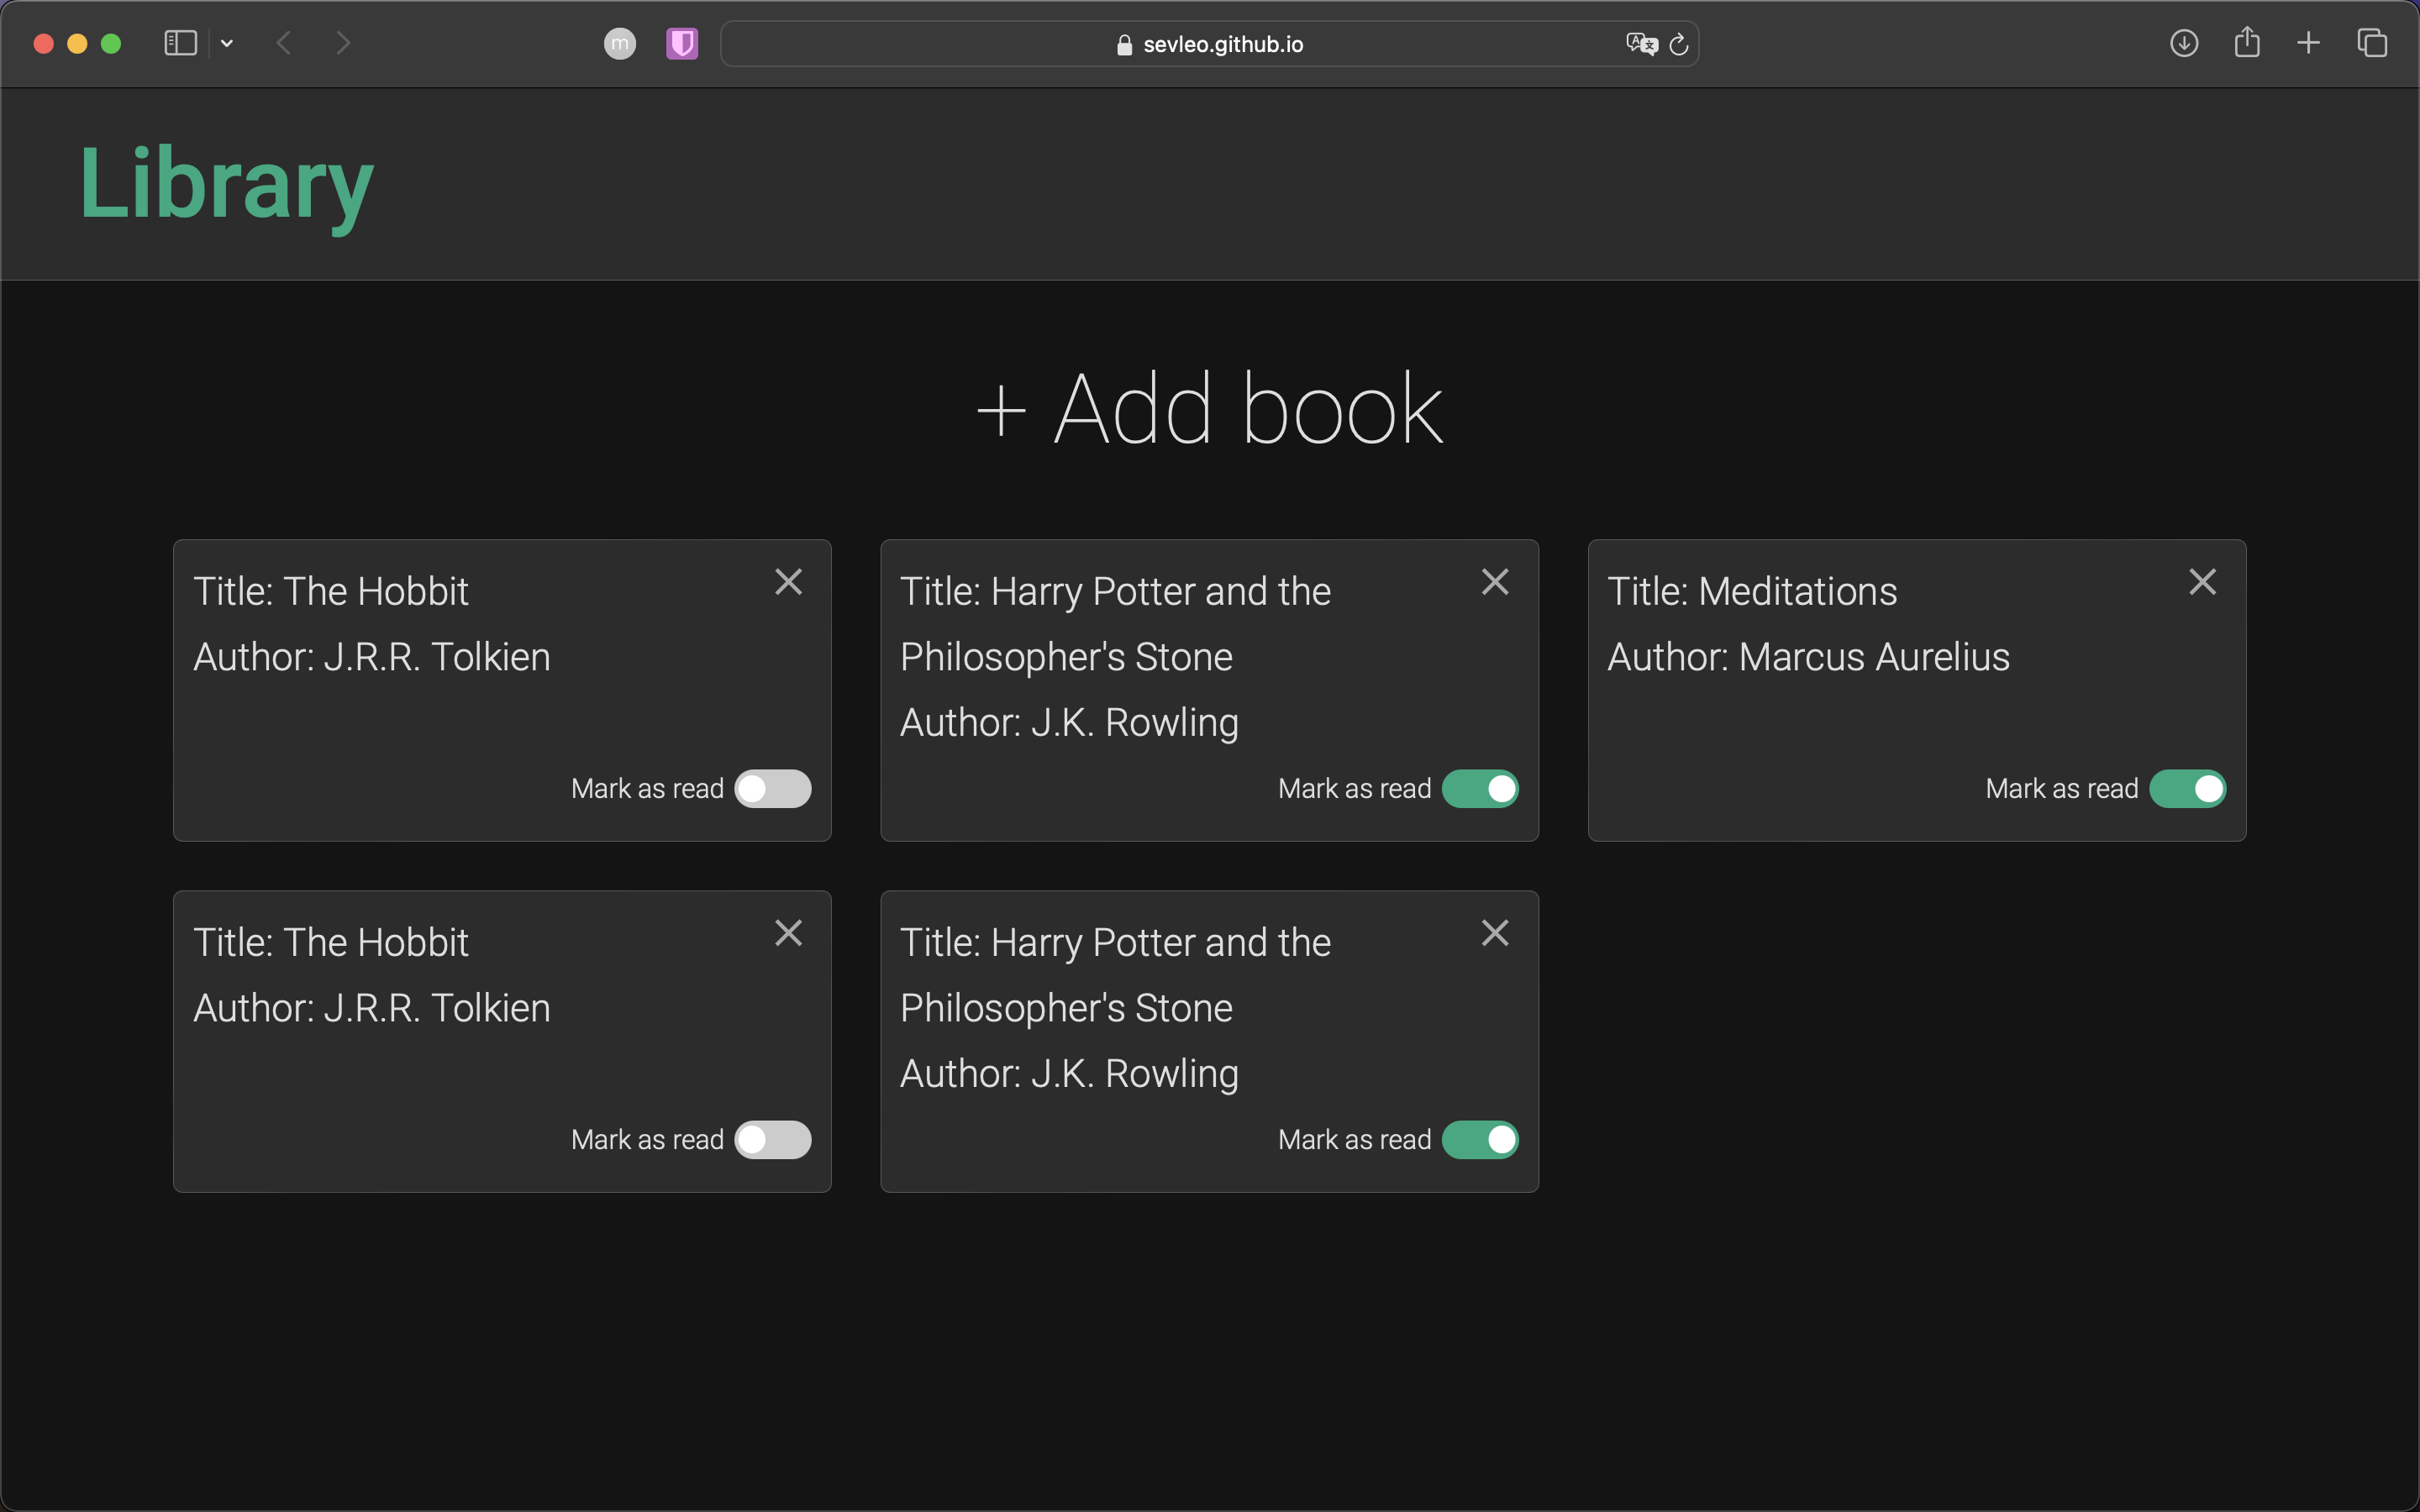 m
sevleo.github.io
Library
+ Add book
Title: The Hobbit
Author: J.R.R. Tolkien
Mark as read
Title: Harry Potter and the
Philosopher's Stone
Author: J.K. Rowling
Mark as read
Title: Meditations
Author: Marcus Aurelius
Mark as read
Title: The Hobbit
Author: J.R.R. Tolkien
Mark as read
Title: Harry Potter and the
Philosopher's Stone
Author: J.K. Rowling
Mark as read